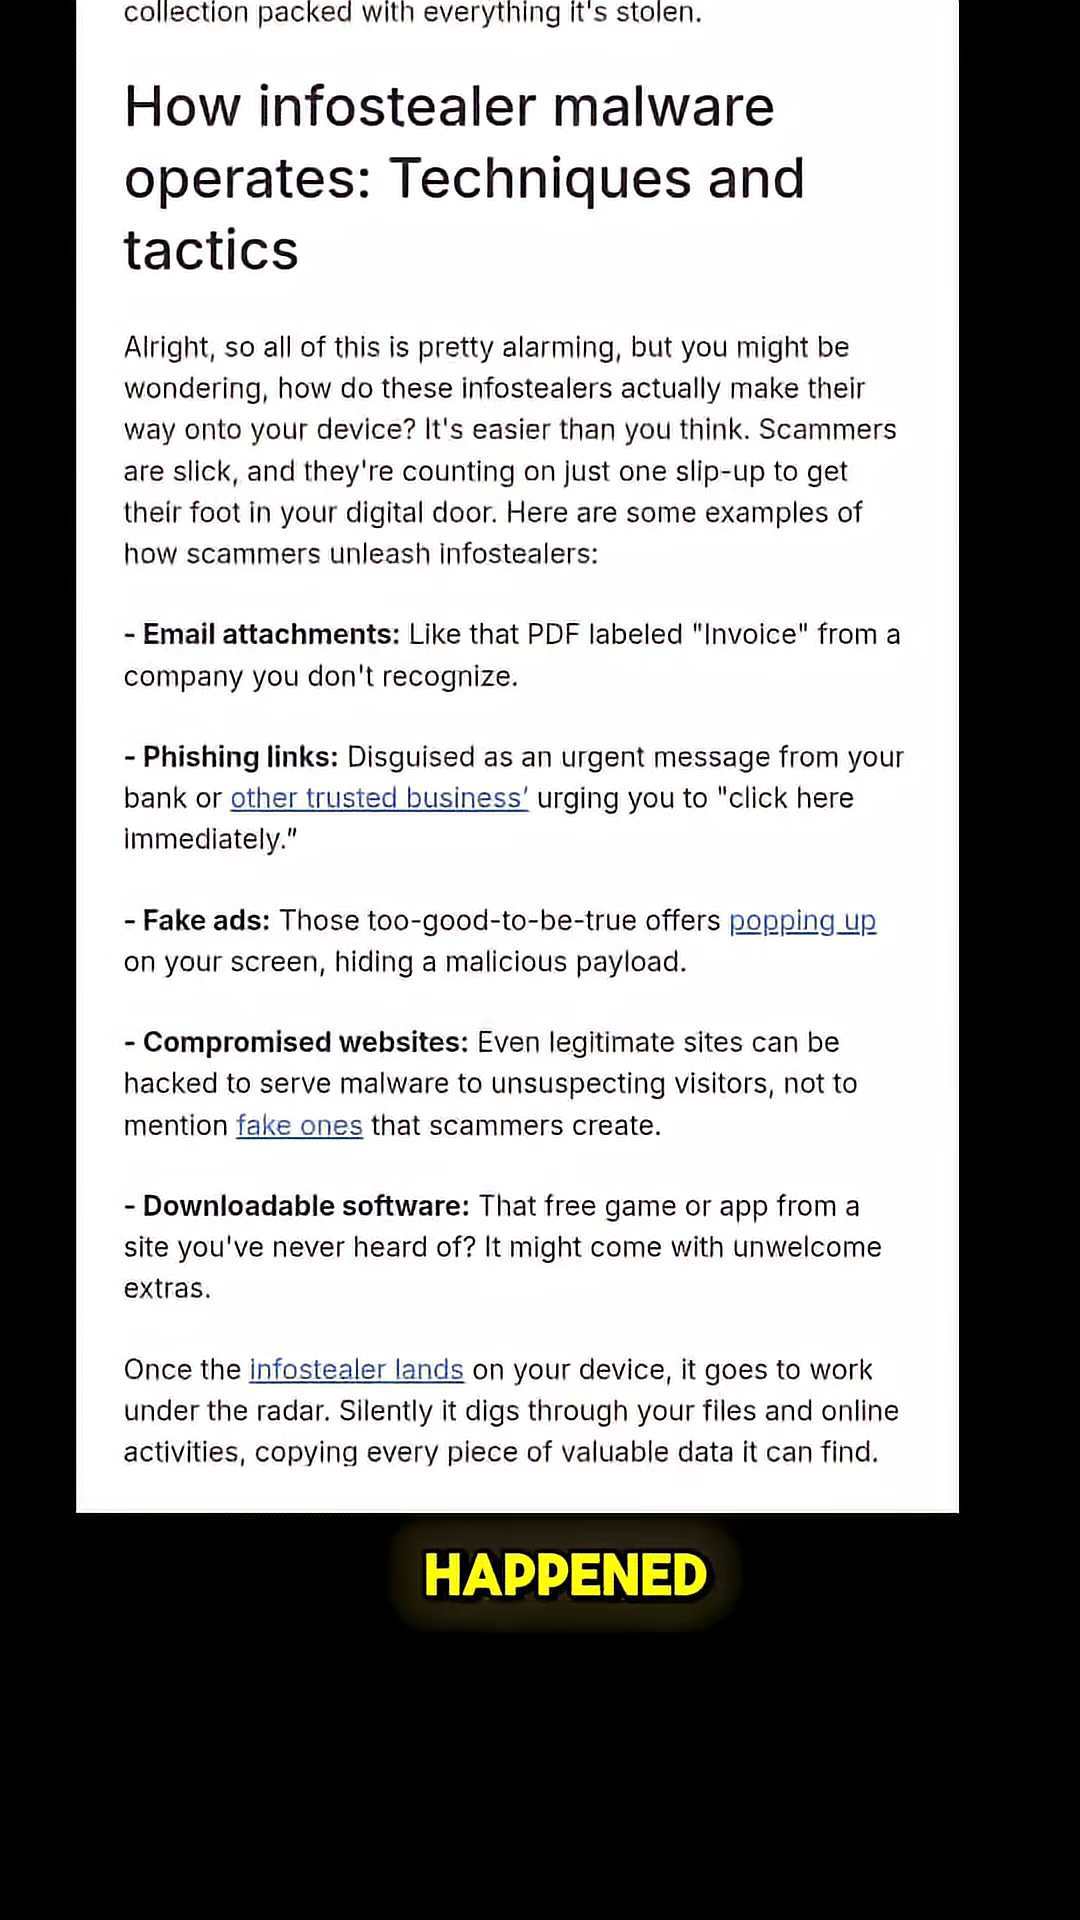 collection packed with everything it's stolen.
How infostealer malware
operates: Techniques and
tactics
Alright, so all of this is pretty alarming, but you might be
wondering, how do these infostealers actually make their
way onto your device? It's easier than you think. Scammers
are slick, and they're counting on just one slip-up to get
their foot in your digital door. Here are some examples of
how scammers unleash infostealers:
- Email attachments: Like that PDF labeled "Invoice" from a
company you don't recognize.
- Phishing links: Disguised as an urgent message from your
bank or other trusted business’ urging you to "click here
immediately."
- Fake ads: Those too-good-to-be-true offers popping up
on your screen, hiding a malicious payload.
- Compromised websites: Even legitimate sites can be
hacked to serve malware to unsuspecting visitors, not to
mention fake ones that scammers create.
- Downloadable software: That free game or app from a
site you've never heard of? It might come with unwelcome
extras.
Once the infostealer lands on your device, it goes to work
under the radar. Silently it digs through your files and online
activities, copying every piece of valuable data it can find.
HAPPENED